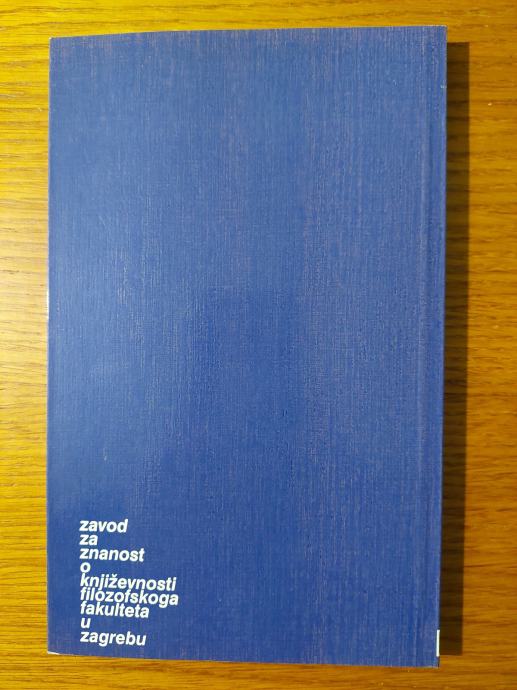 zavod
za
znanost
o
književnosti
filozofskoga
fakulteta
u
zagrebu